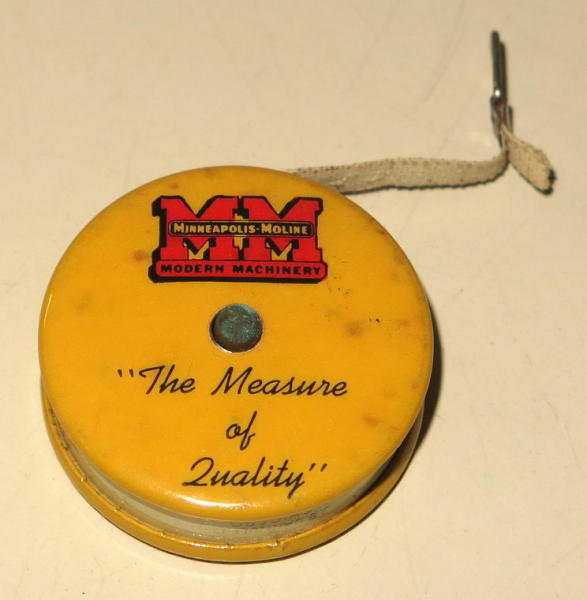 MM
MINNEAPOLIS-MOLINE
MODERN MACHINERY
"The Measure
of
Quality"